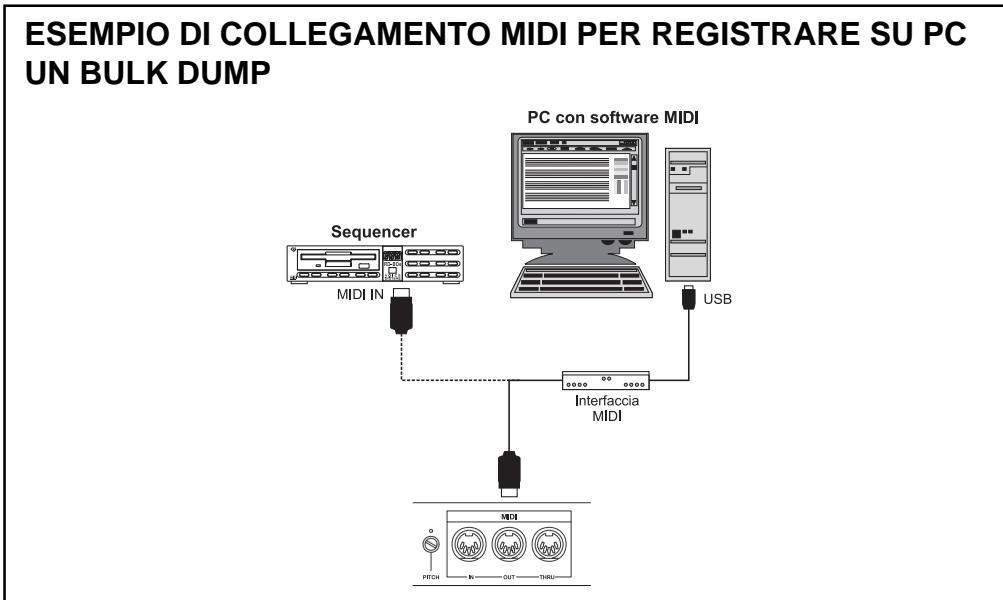 ESEMPIO DI COLLEGAMENTO MIDI PER REGISTRARE SU PC
UN BULK DUMP
PC con software MIDI
Sequencer
MIDI IN
USB
Interfaccia
MIDI
MIDI
PITCH
IN
OUT
THRU